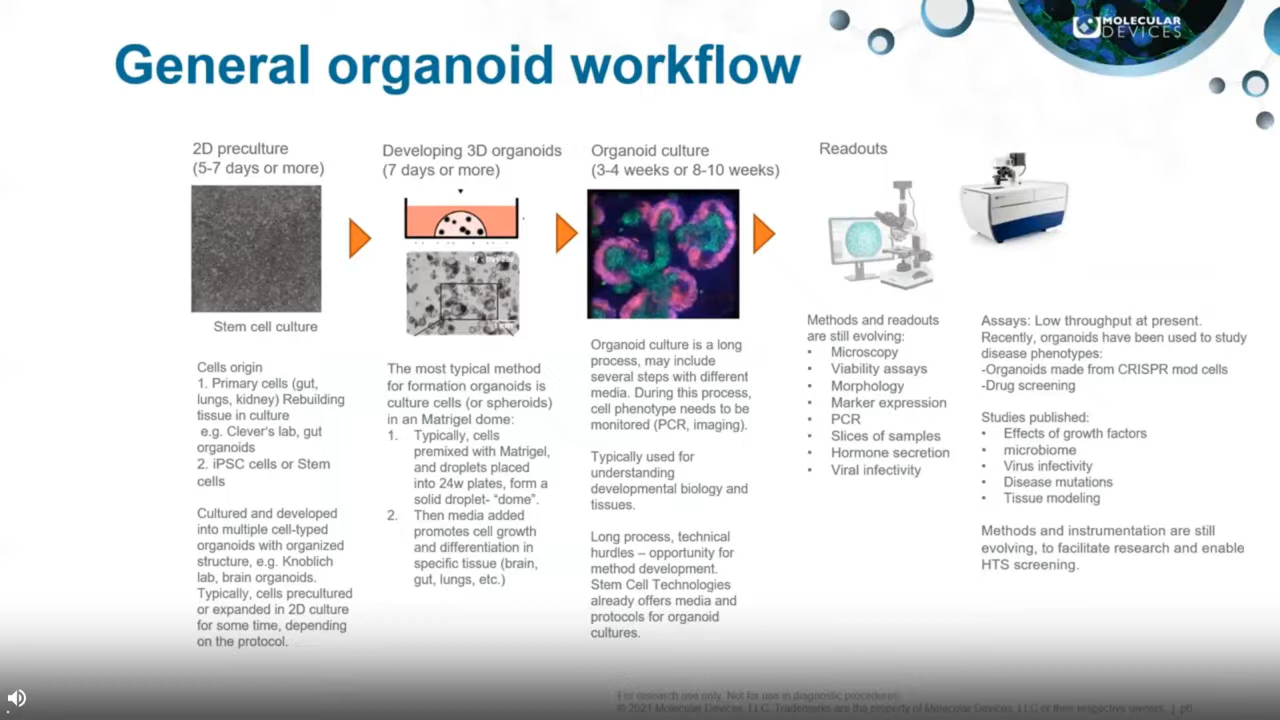 MOLECULAR
DEVICES
General organoid workflow
2D preculture
(5-7 days or more)
Stem cell culture
Cells origin
1. Primary cells (gut,
lungs, kidney) Rebuilding
tissue in culture
e.g. Clever's lab, gut
organoids
2. iPSC cells or Stem
cells
Cultured and developed
into multiple cell-typed
organoids with organized
structure, e.g. Knoblich
lab, brain organoids.
Typically, cells precultured
or expanded in 2D culture
for some time, depending
on the protocol.
Developing 3D organoids
(7 days or more)
The most typical method
for formation organoids is
culture cells (or spheroids)
in an Matrigel dome:
1. Typically, cells
premixed with Matrigel,
and droplets placed
into 24w plates, form a
solid droplet- “dome”.
2. Then media added
promotes cell growth
and differentiation in
specific tissue (brain,
gut, lungs, etc.)
Organoid culture
(3-4 weeks or 8-10 weeks)
Organoid culture is a long
process, may include
several steps with different
media. During this process,
cell phenotype needs to be
monitored (PCR, imaging).
Typically used for
understanding
developmental biology and
tissues.
Long process, technical
hurdles – opportunity for
method development.
Stem Cell Technologies
already offers media and
protocols for organoid
cultures.
Readouts
Methods and readouts
are still evolving:
• Microscopy
• Viability assays
• Morphology
• Marker expression
• PCR
• Slices of samples
• Hormone secretion
• Viral infectivity
Assays: Low throughput at present.
Recently, organoids have been used to study
disease phenotypes:
-Organoids made from CRISPR mod cells
-Drug screening
Studies published:
• Effects of growth factors
• microbiome
• Virus infectivity
• Disease mutations
• Tissue modeling
Methods and instrumentation are still
evolving, to facilitate research and enable
HTS screening.
For research use only. Not for use in diagnostic procedures.
© 2021 Molecular Devices, LLC. Trademarks are the property of Molecular Devices, LLC or their respective owners. | p6